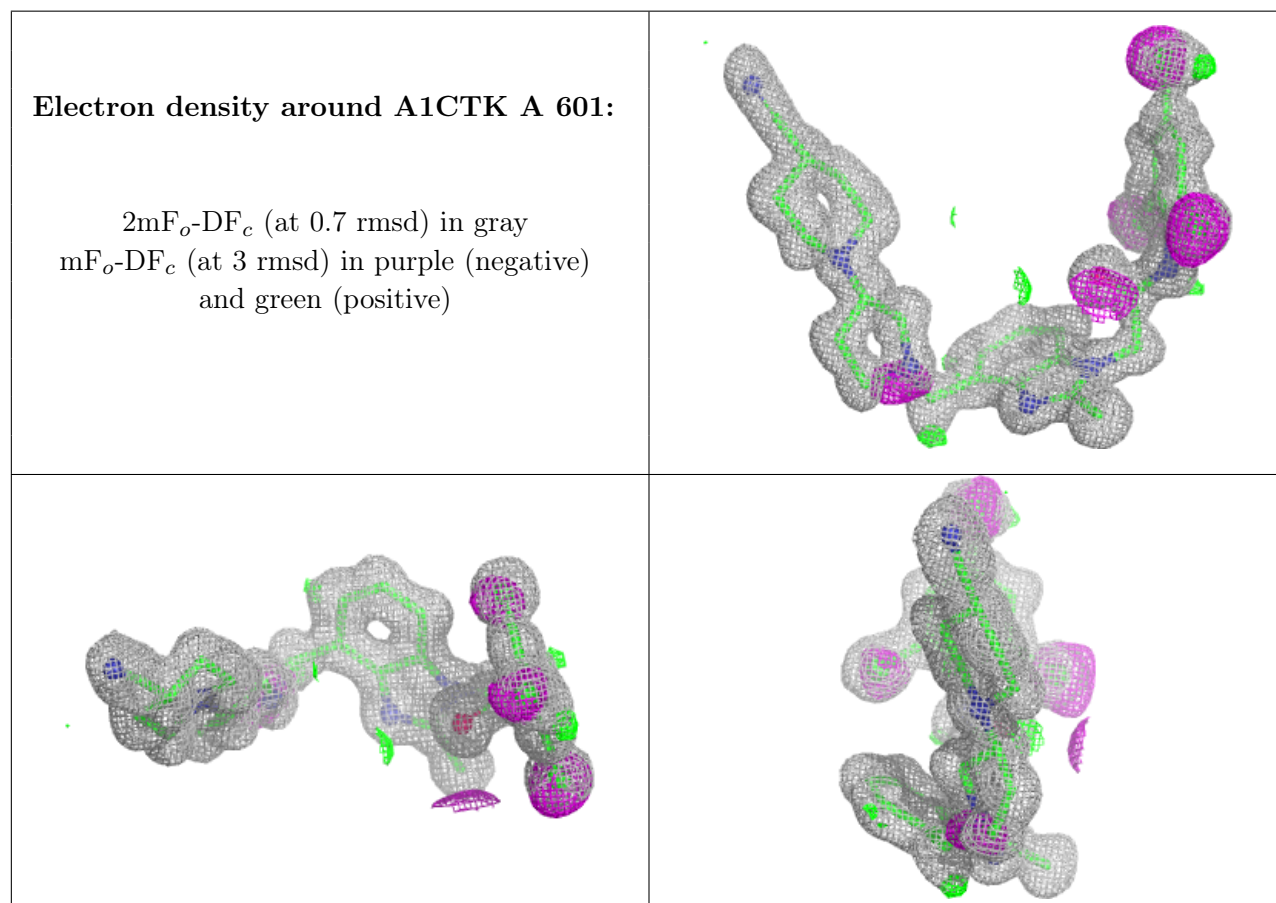 Electron density around A1CTK A 601:
2mFₒ-DF𝒸 (at 0.7 rmsd) in gray
mFₒ-DF𝒸 (at 3 rmsd) in purple (negative)
and green (positive)